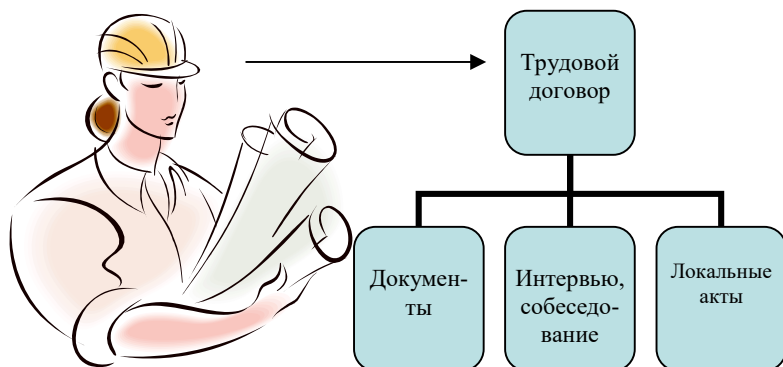 Трудовой
договор
Докумен-
ты
Интервью,
собеседо-
вание
Локальные
акты